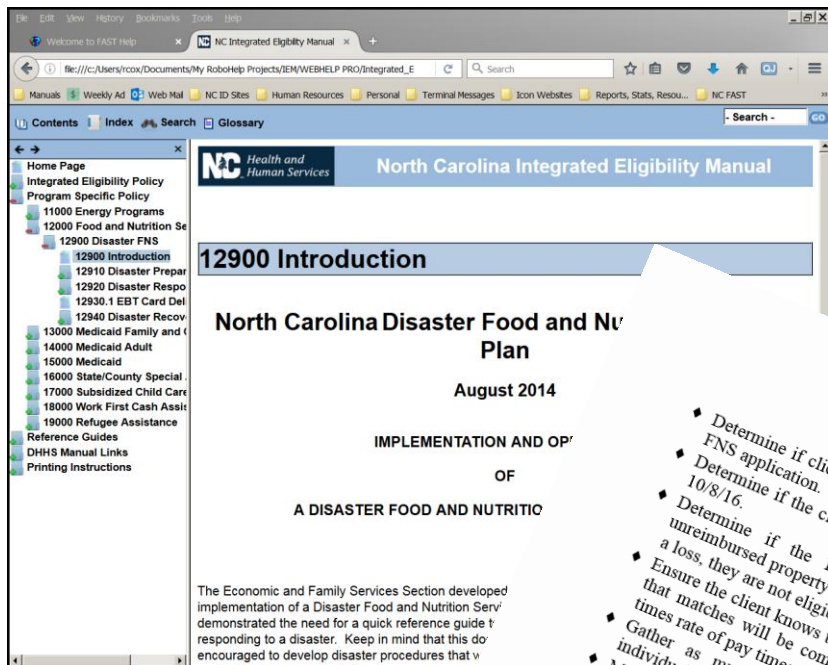 File Edit View History Bookmarks Tools Help
Welcome to FAST Help × NC Integrated Eligibility Manual × +
file:///c:/Users/rcox/Documents/My RoboHelp Projects/IEM/WEBHELP PRO/Integrated_E Search
Manuals Weekly Ad Web Mail NC ID Sites Human Resources Personal Terminal Messages Icon Websites Reports, Stats, Resou... NC FAST
Contents Index Search Glossary - Search - GO
Home Page
Integrated Eligibility Policy
Program Specific Policy
11000 Energy Programs
12000 Food and Nutrition Se
12900 Disaster FNS
12900 Introduction
12910 Disaster Prepar
12920 Disaster Respo
12930.1 EBT Card Del
12940 Disaster Recov
13000 Medicaid Family and
14000 Medicaid Adult
15000 Medicaid
16000 State/County Special
17000 Subsidized Child Care
18000 Work First Cash Assis
19000 Refugee Assistance
Reference Guides
DHHS Manual Links
Printing Instructions
NC Health and
Human Services
North Carolina Integrated Eligibility Manual
12900 Introduction
North Carolina Disaster Food and Nu
Plan
August 2014
IMPLEMENTATION AND OP
OF
A DISASTER FOOD AND NUTRITIO
The Economic and Family Services Section developed
implementation of a Disaster Food and Nutrition Serv
demonstrated the need for a quick reference guide t
responding to a disaster. Keep in mind that this do
encouraged to develop disaster procedures that w
♦ Determine if clie
FNS application.
♦ Determine if the c
10/8/16.
♦ Determine if the
unreimbursed property
a loss, they are not eligi
♦ Ensure the client knows
that matches will be com
times rate of pay times
♦ Gather as m
individu